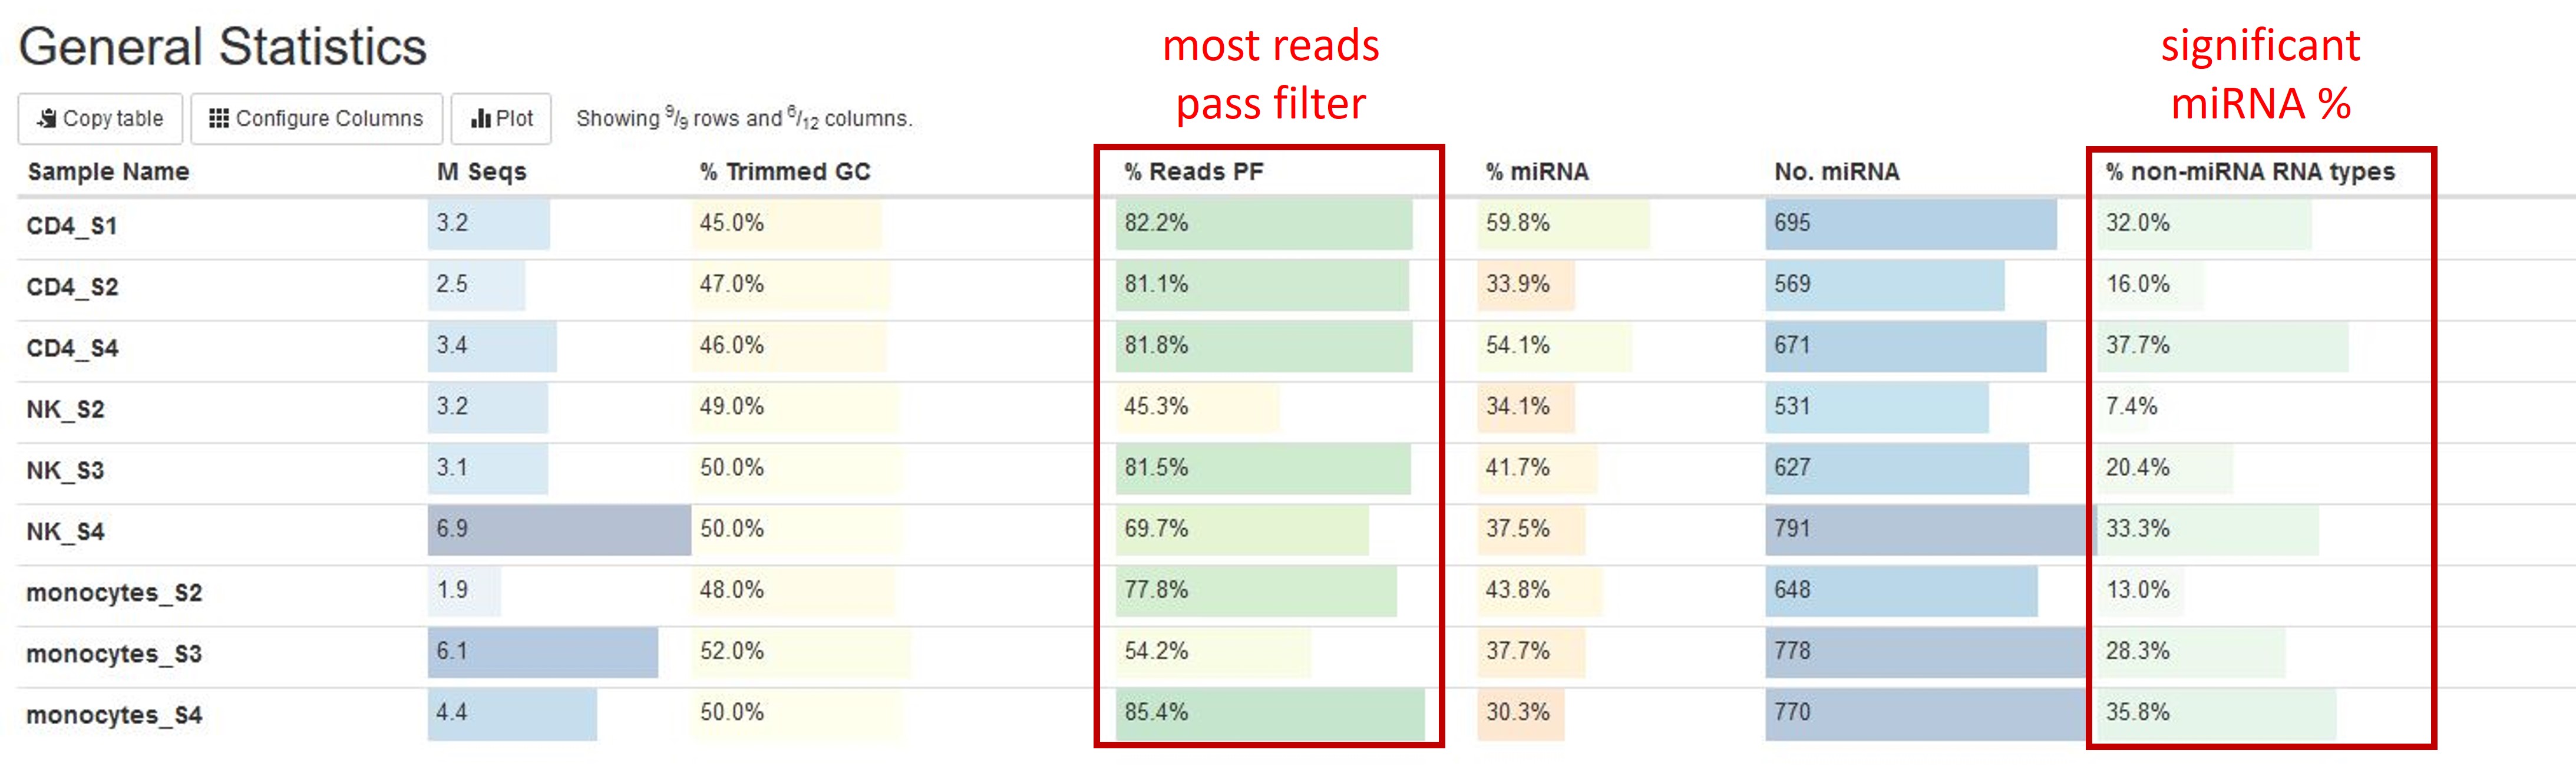 General Statistics
most reads
pass filter
significant
miRNA %
Copy table Configure Columns Plot Showing 9/9 rows and 6/12 columns.
Sample Name M Seqs % Trimmed GC % Reads PF % miRNA No. miRNA % non-miRNA RNA types
CD4_S1 3.2 45.0% 82.2% 59.8% 695 32.0%
CD4_S2 2.5 47.0% 81.1% 33.9% 569 16.0%
CD4_S4 3.4 46.0% 81.8% 54.1% 671 37.7%
NK_S2 3.2 49.0% 45.3% 34.1% 531 7.4%
NK_S3 3.1 50.0% 81.5% 41.7% 627 20.4%
NK_S4 6.9 50.0% 69.7% 37.5% 791 33.3%
monocytes_S2 1.9 48.0% 77.8% 43.8% 648 13.0%
monocytes_S3 6.1 52.0% 54.2% 37.7% 778 28.3%
monocytes_S4 4.4 50.0% 85.4% 30.3% 770 35.8%